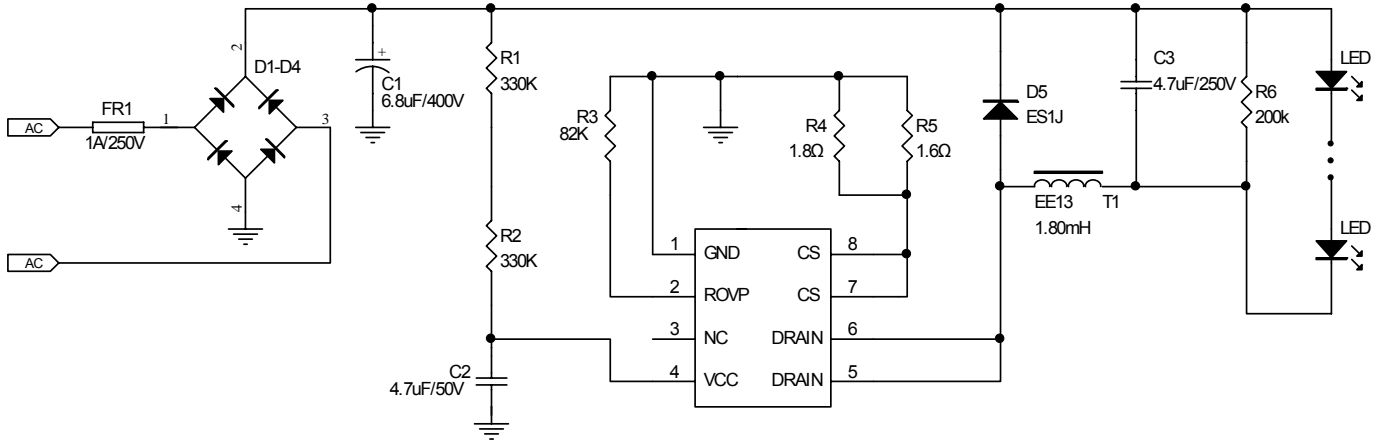 AC
FR1
1A/250V
1
2
3
4
D1-D4
+
C1
6.8uF/400V
AC
R1
330K
R2
330K
C2
4.7uF/50V
R3
82K
R4
1.8Ω
R5
1.6Ω
1 GND CS 8
2 ROVP CS 7
3 NC DRAIN 6
4 VCC DRAIN 5
D5
ES1J
EE13 T1
1.80mH
C3
4.7uF/250V
R6
200k
LED
LED